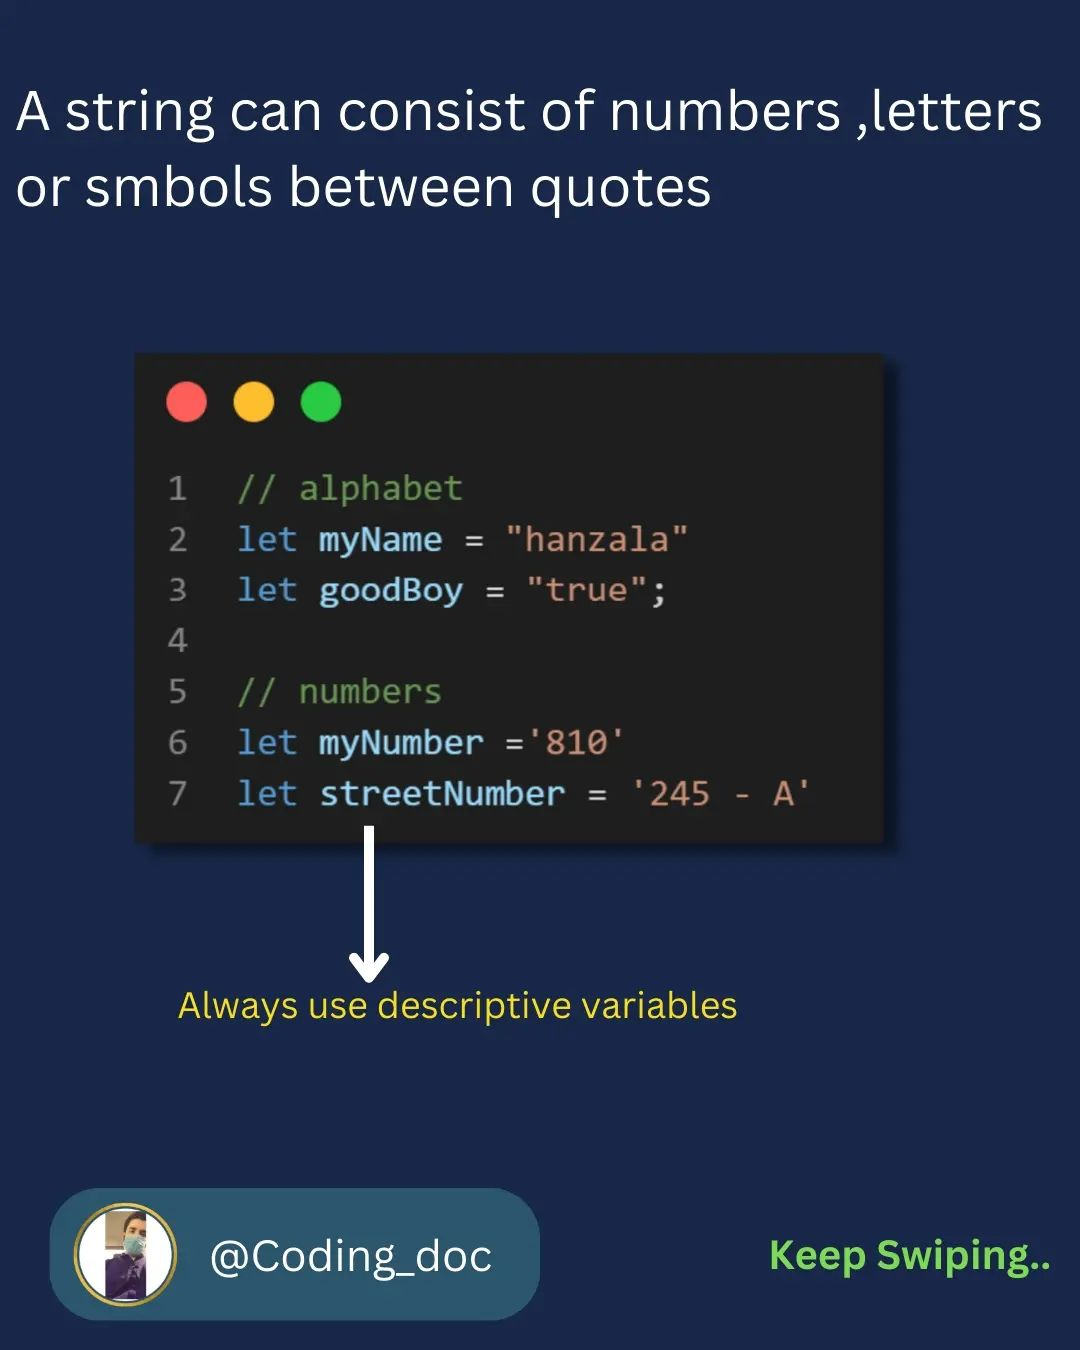 A string can consist of numbers ,letters
or smbols between quotes
1 // alphabet
2 let myName = "hanzala"
3 let goodBoy = "true";
4
5 // numbers
6 let myNumber ='810'
7 let streetNumber = '245 - A'
Always use descriptive variables
@Coding_doc
Keep Swiping..